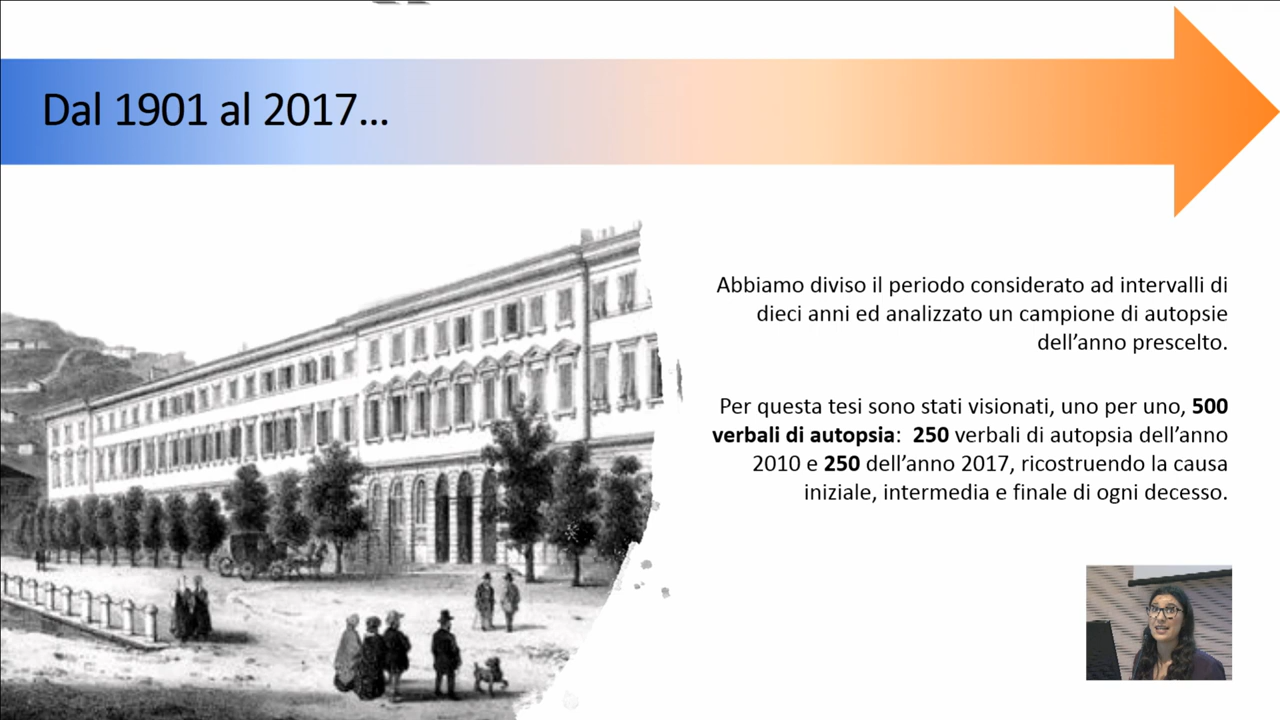 Dal 1901 al 2017...
Abbiamo diviso il periodo considerato ad intervalli di
dieci anni ed analizzato un campione di autopsie
dell’anno prescelto.
Per questa tesi sono stati visionati, uno per uno, 500
verbali di autopsia:  250 verbali di autopsia dell’anno
2010 e 250 dell’anno 2017, ricostruendo la causa
iniziale, intermedia e finale di ogni decesso.